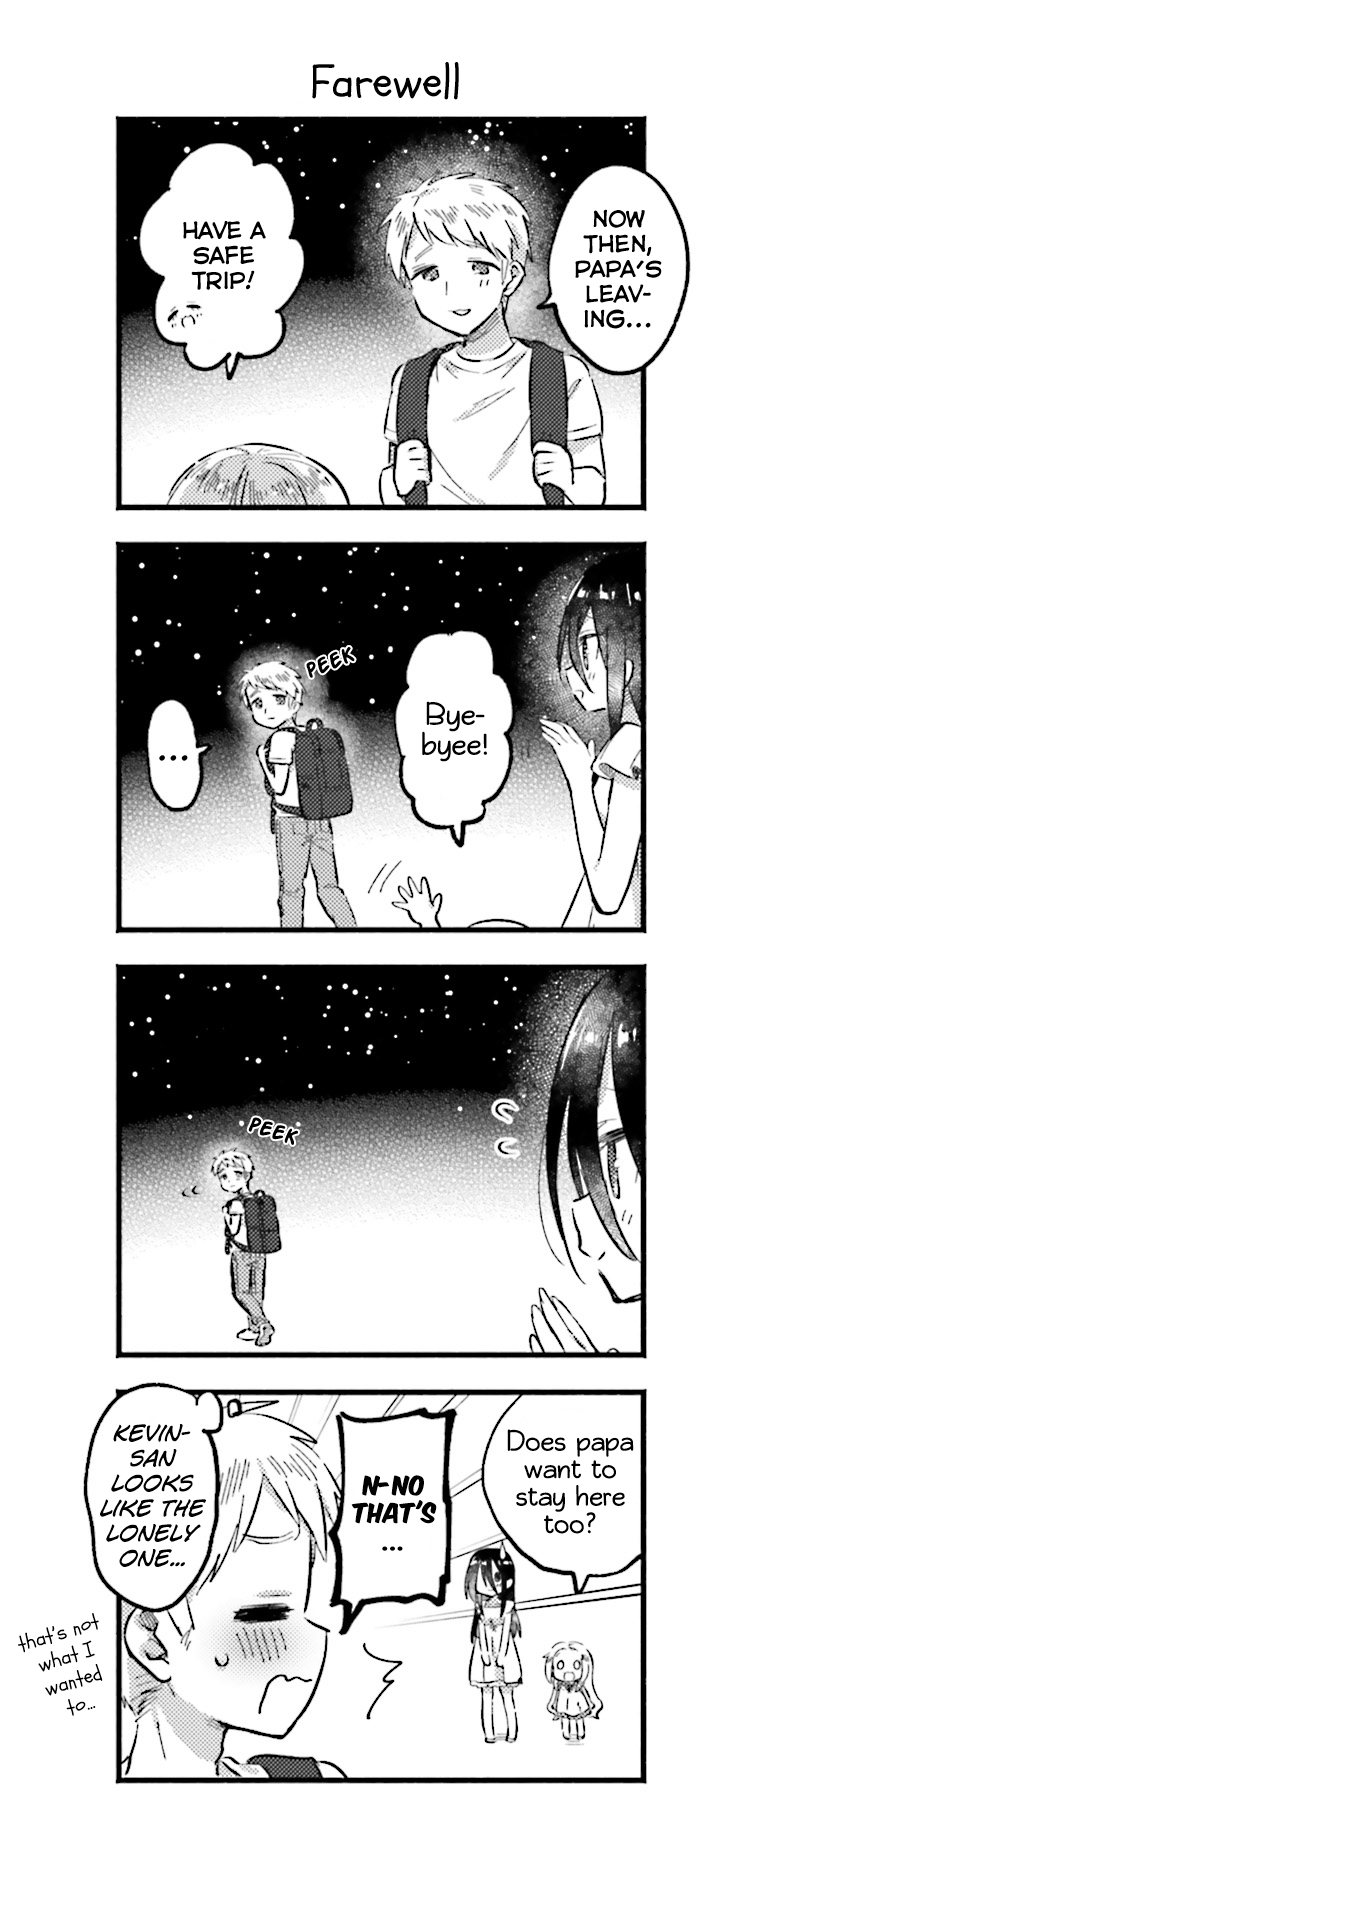 Farewell
NOW
THEN,
PAPA'S
LEAV-
ING...
HAVE A
SAFE
TRIP!
PEEK
Bye-
byee!
...
PEEK
Does papa
want to
stay here
too?
N-NO
THAT'S
...
KEVIN-
SAN
LOOKS
LIKE THE
LONELY
ONE...
that's not
what I
wanted
to...